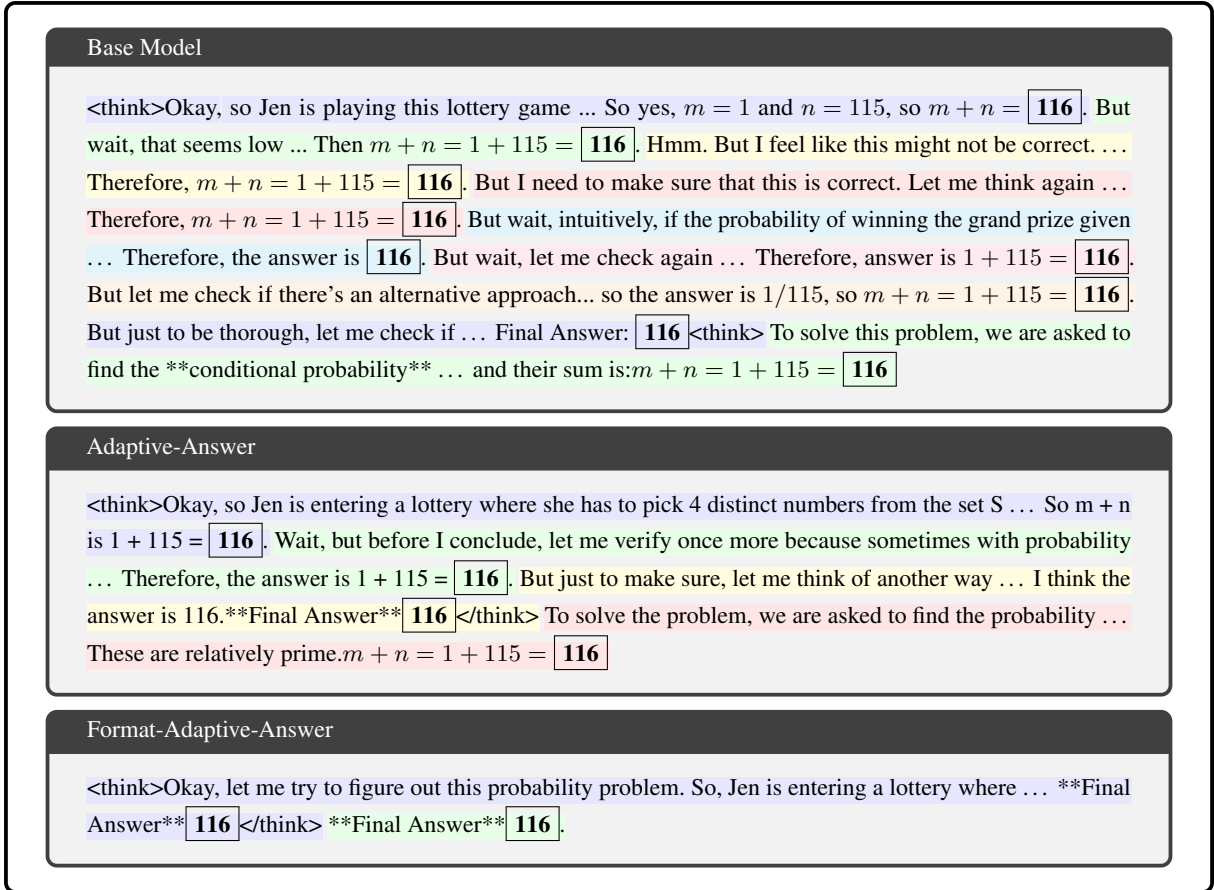 Base Model
<think>Okay, so Jen is playing this lottery game ... So yes, m = 1 and n = 115, so m + n = 116 . But
wait, that seems low ... Then m + n = 1 + 115 = 116 . Hmm. But I feel like this might not be correct. …
Therefore, m + n = 1 + 115 = 116 . But I need to make sure that this is correct. Let me think again …
Therefore, m + n = 1 + 115 = 116 . But wait, intuitively, if the probability of winning the grand prize given
… Therefore, the answer is 116 . But wait, let me check again … Therefore, answer is 1 + 115 = 116 .
But let me check if there's an alternative approach... so the answer is 1/115, so m + n = 1 + 115 = 116 .
But just to be thorough, let me check if … Final Answer: 116 <think> To solve this problem, we are asked to
find the **conditional probability** … and their sum is:m + n = 1 + 115 = 116
Adaptive-Answer
<think>Okay, so Jen is entering a lottery where she has to pick 4 distinct numbers from the set S … So m + n
is 1 + 115 = 116 . Wait, but before I conclude, let me verify once more because sometimes with probability
… Therefore, the answer is 1 + 115 = 116 . But just to make sure, let me think of another way … I think the
answer is 116.**Final Answer** 116 </think> To solve the problem, we are asked to find the probability …
These are relatively prime.m + n = 1 + 115 = 116
Format-Adaptive-Answer
<think>Okay, let me try to figure out this probability problem. So, Jen is entering a lottery where … **Final
Answer** 116 </think> **Final Answer** 116 .